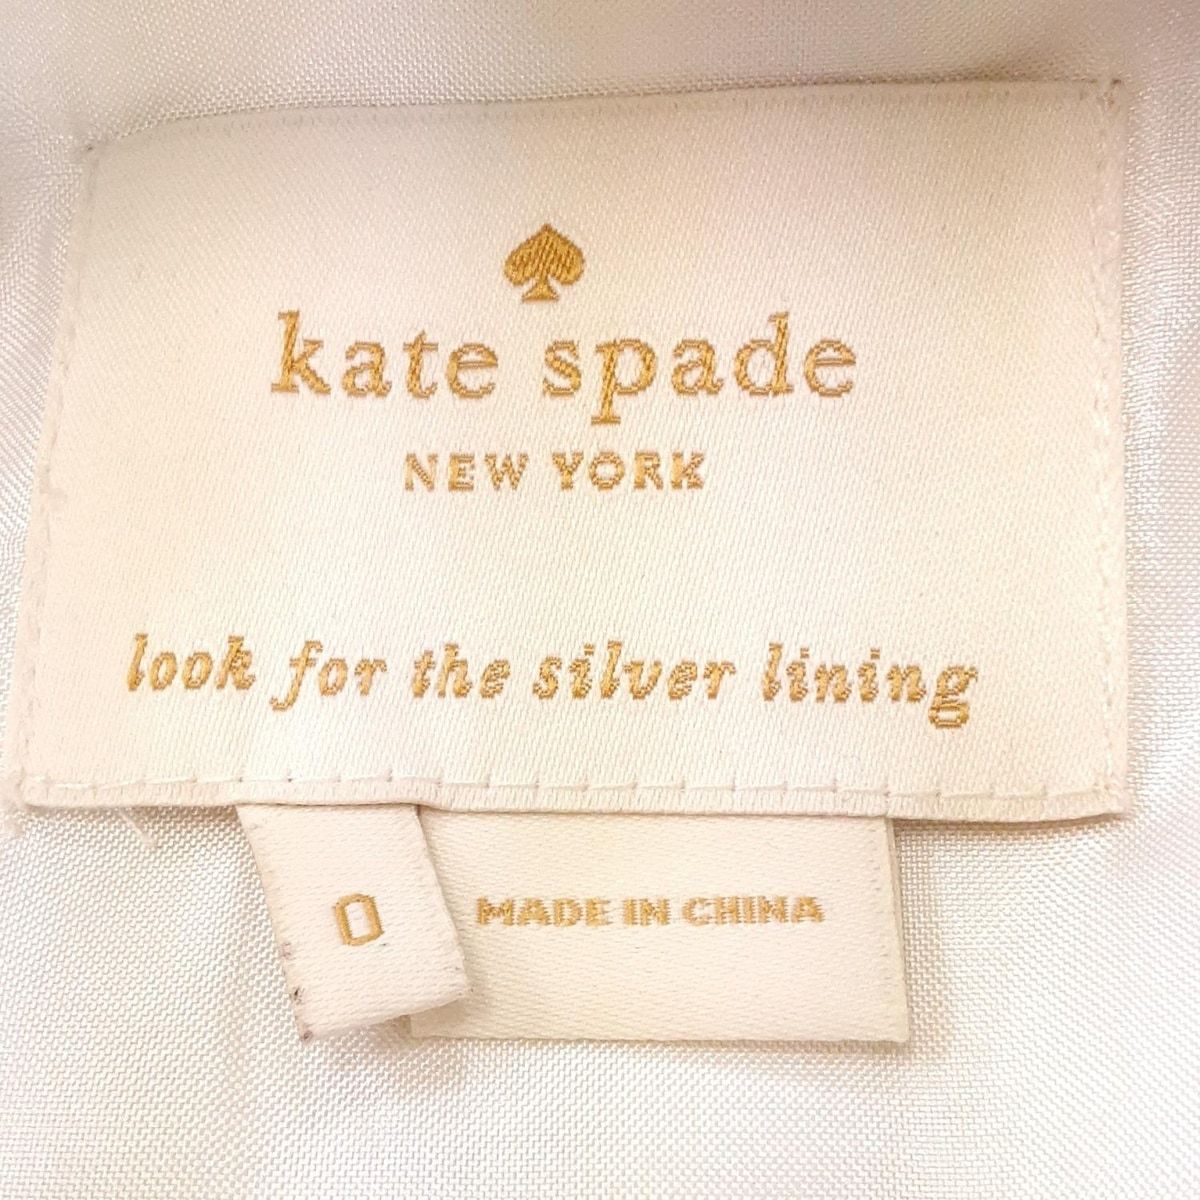 kate spade
NEW YORK
look for the silver lining
0
MADE IN CHINA